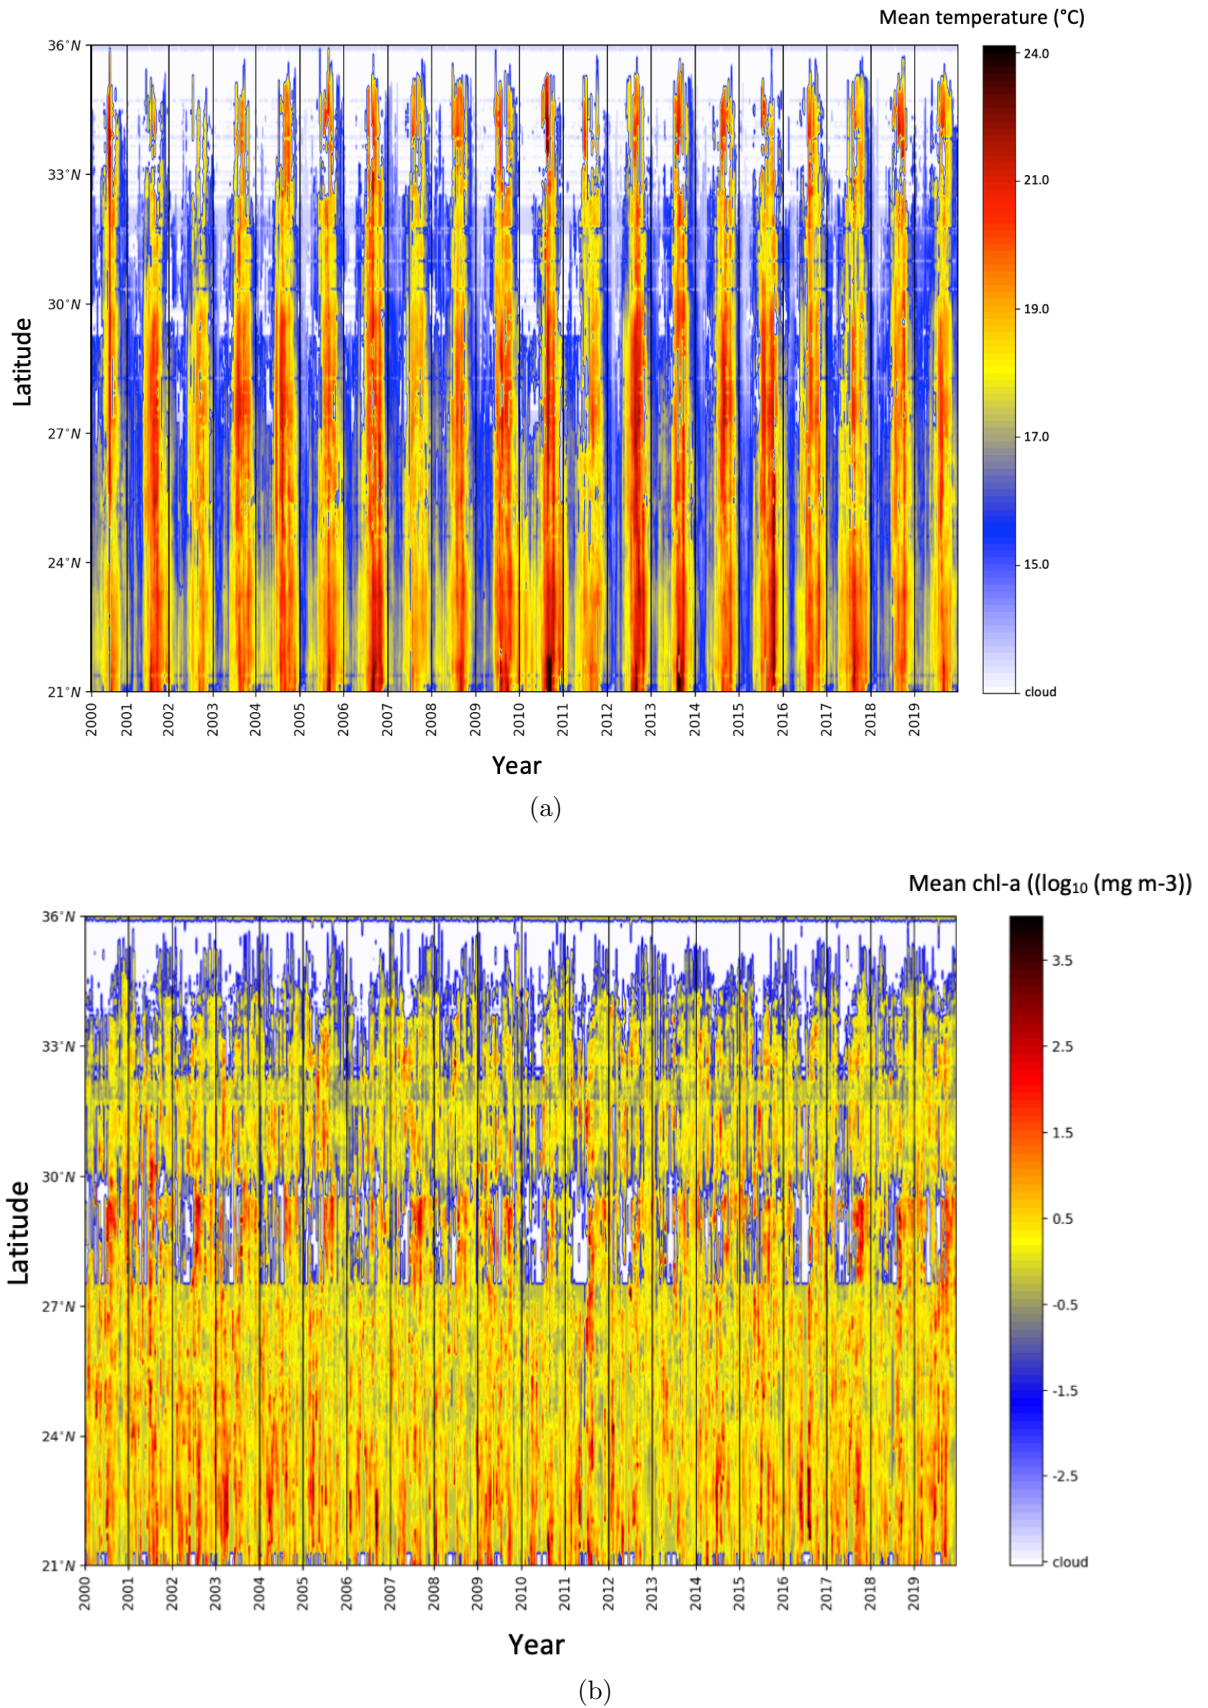 Mean temperature (°C)
36°N
33°N
30°N
27°N
24°N
21°N
Latitude
24.0
21.0
19.0
17.0
15.0
cloud
2000 2001 2002 2003 2004 2005 2006 2007 2008 2009 2010 2011 2012 2013 2014 2015 2016 2017 2018 2019
Year
(a)
Mean chl-a ((log₁₀ (mg m-3))
36°N
33°N
30°N
27°N
24°N
21°N
Latitude
3.5
2.5
1.5
0.5
-0.5
-1.5
-2.5
cloud
2000 2001 2002 2003 2004 2005 2006 2007 2008 2009 2010 2011 2012 2013 2014 2015 2016 2017 2018 2019
Year
(b)